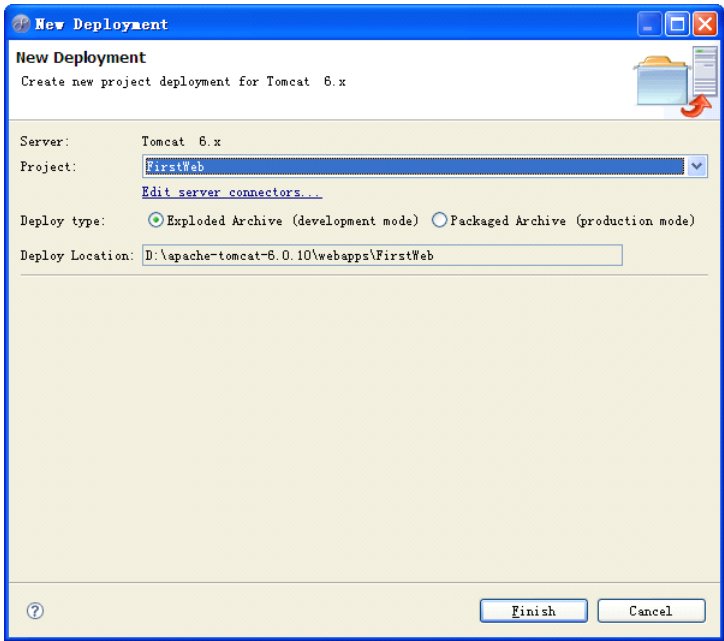 New Deployment
New Deployment
Create new project deployment for Tomcat 6.x
Server: Tomcat 6.x
Project: FirstWeb
Edit server connectors...
Deploy type: Exploded Archive (development mode) Packaged Archive (production mode)
Deploy Location: D:\apache-tomcat-6.0.10\webapps\FirstWeb
? Finish Cancel